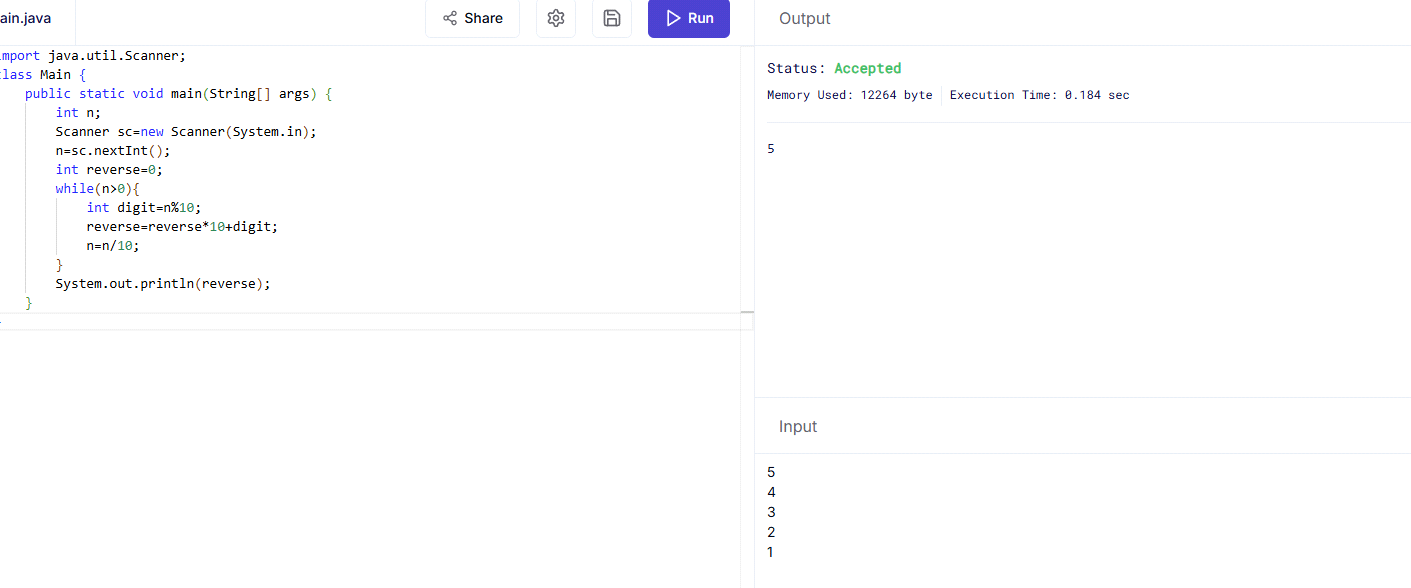 ain.java
Share
Run
Output
mport java.util.Scanner;
lass Main {
    public static void main(String[] args) {
        int n;
        Scanner sc=new Scanner(System.in);
        n=sc.nextInt();
        int reverse=0;
        while(n>0){
            int digit=n%10;
            reverse=reverse*10+digit;
            n=n/10;
        }
        System.out.println(reverse);
    }
Status: Accepted
Memory Used: 12264 byte Execution Time: 0.184 sec
5
Input
5
4
3
2
1